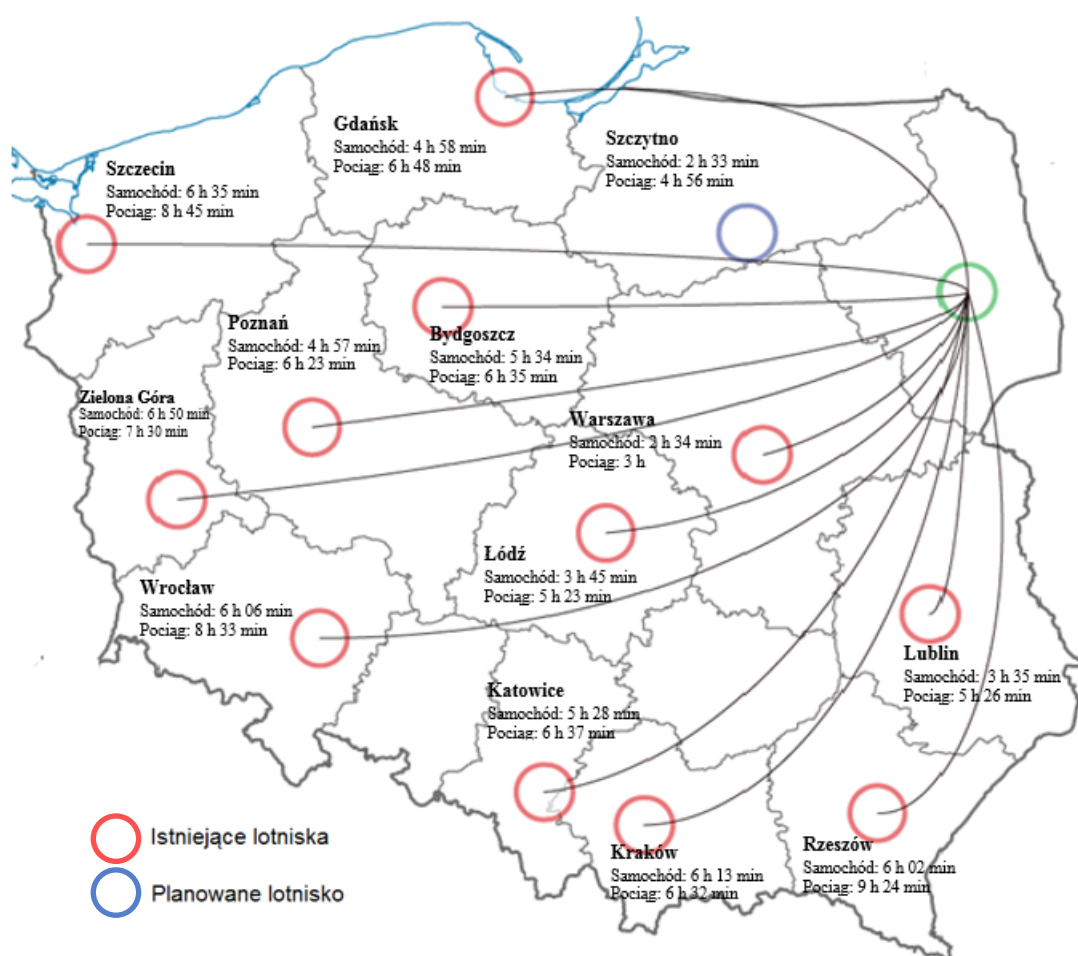 Gdańsk
Samochód: 4 h 58 min
Pociąg: 6 h 48 min
Szczytno
Samochód: 2 h 33 min
Pociąg: 4 h 56 min
Szczecin
Samochód: 6 h 35 min
Pociąg: 8 h 45 min
Poznań
Samochód: 4 h 57 min
Pociąg: 6 h 23 min
Bydgoszcz
Samochód: 5 h 34 min
Pociąg: 6 h 35 min
Zielona Góra
Samochód: 6 h 50 min
Pociąg: 7 h 30 min
Warszawa
Samochód: 2 h 34 min
Pociąg: 3 h
Łódź
Samochód: 3 h 45 min
Pociąg: 5 h 23 min
Wrocław
Samochód: 6 h 06 min
Pociąg: 8 h 33 min
Lublin
Samochód: 3 h 35 min
Pociąg: 5 h 26 min
Katowice
Samochód: 5 h 28 min
Pociąg: 6 h 37 min
Kraków
Samochód: 6 h 13 min
Pociąg: 6 h 32 min
Rzeszów
Samochód: 6 h 02 min
Pociąg: 9 h 24 min
Istniejące lotniska
Planowane lotnisko